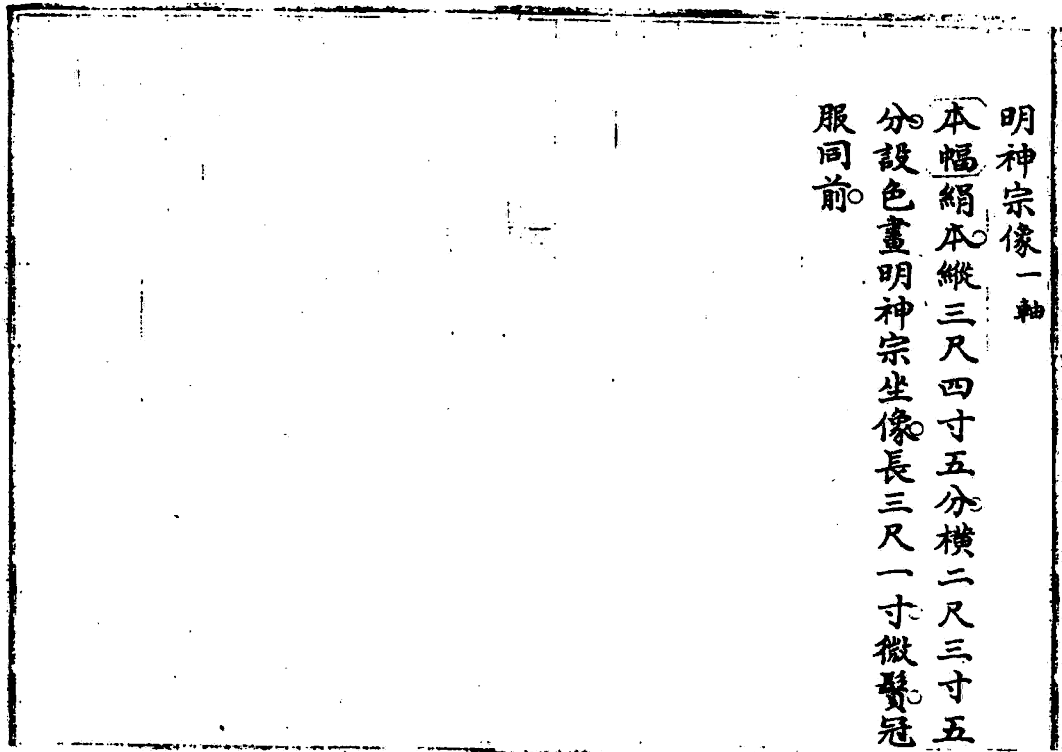 明神宗像一軸
本幅絹本。縱三尺四寸五分。橫二尺三寸五
分。設色畫明神宗坐像。長三尺一寸。微鬚。冠
服同前。